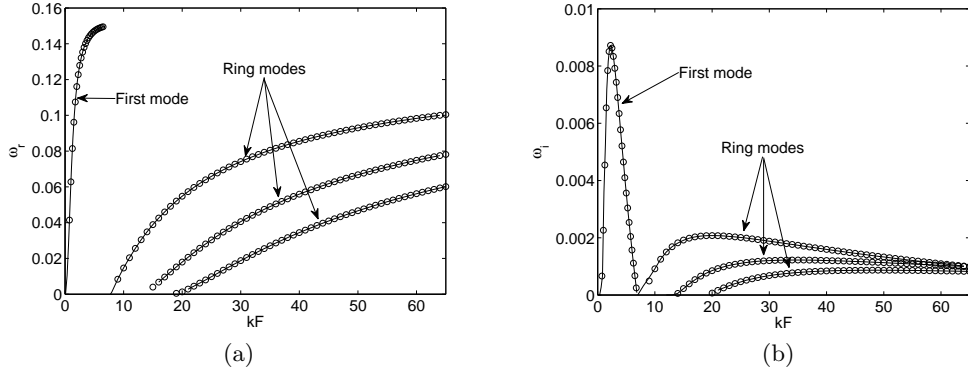 0.16
0.14
0.12
0.1
0.08
0.06
0.04
0.02
0
ω_r
Ring modes
First mode
0 10 20 30 40 50 60
kF
(a)
0.01
0.008
0.006
0.004
0.002
0
ω_i
First mode
Ring modes
0 10 20 30 40 50 60
kF
(b)